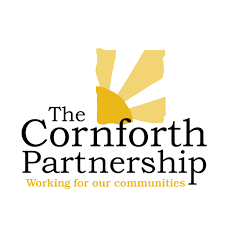 The
Cornforth
Partnership
Working for our communities